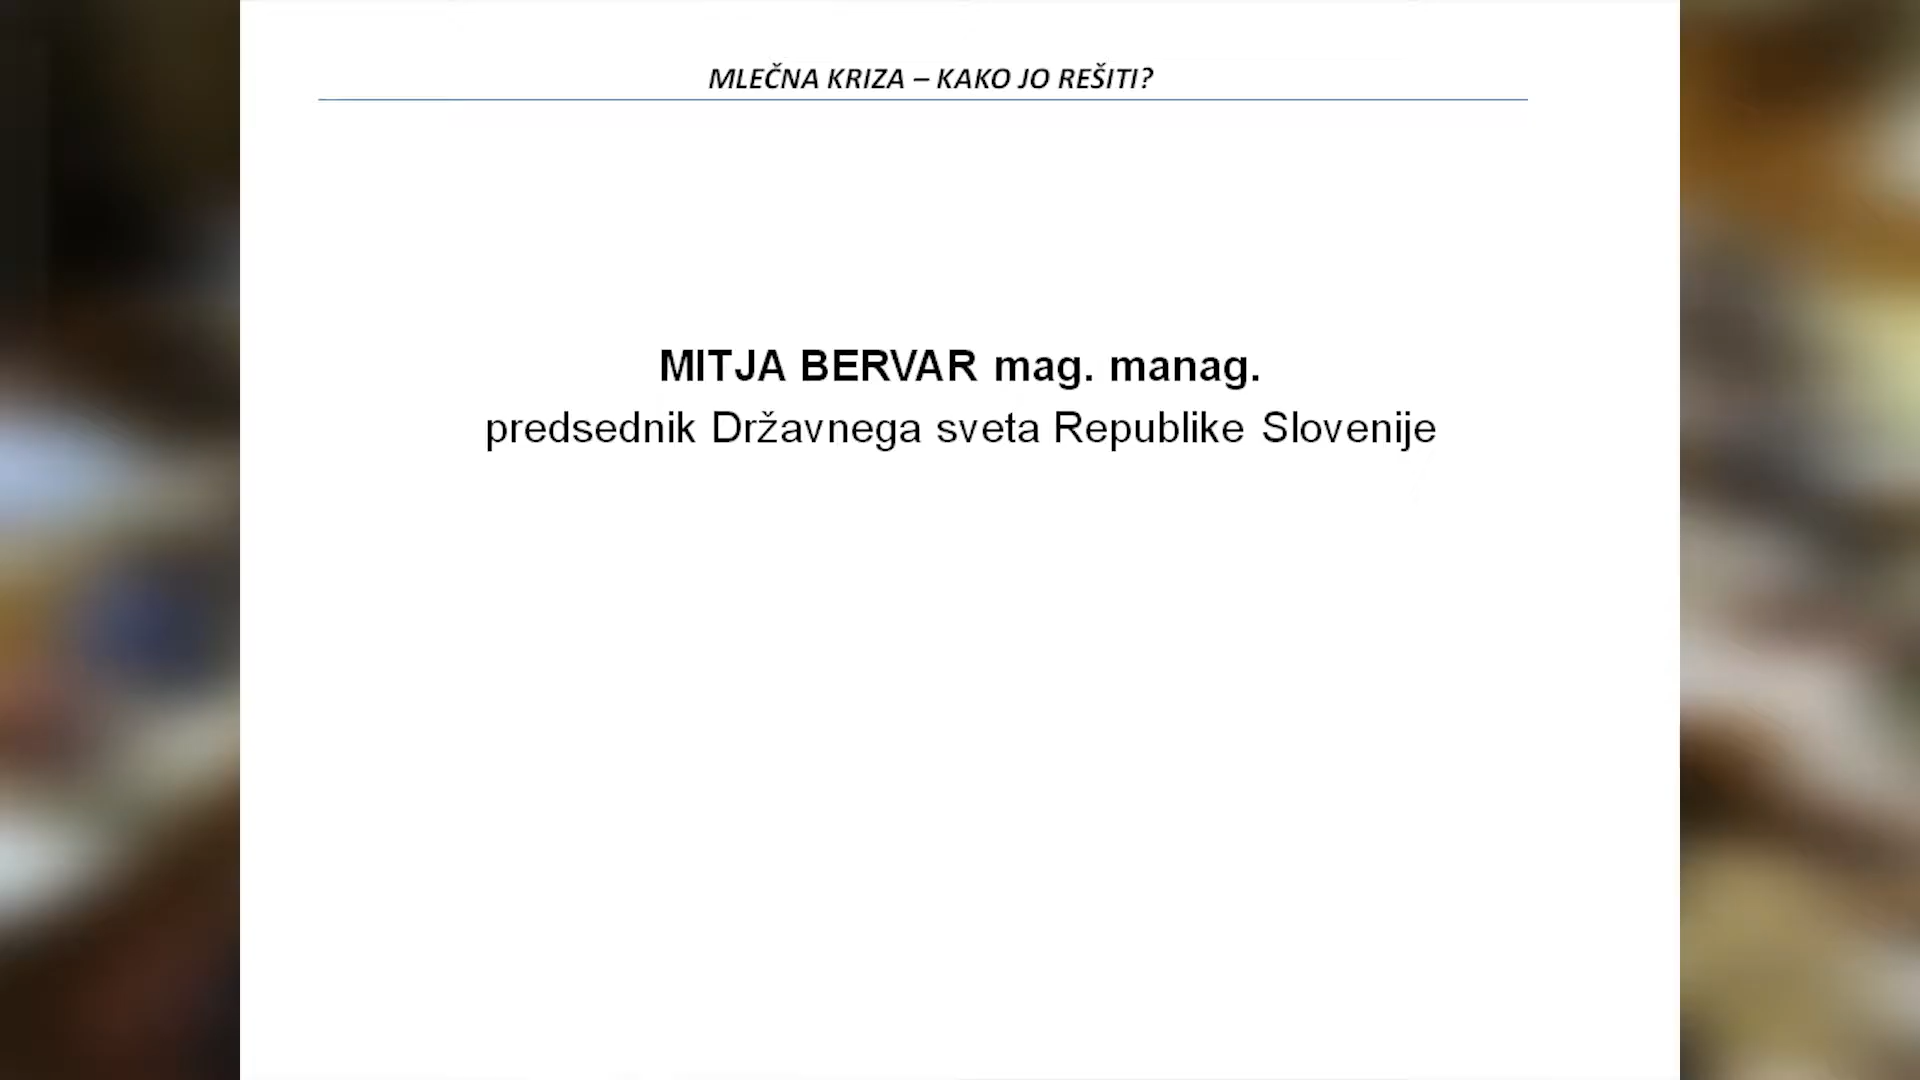 MLEČNA KRIZA – KAKO JO REŠITI?
MITJA BERVAR mag. manag.
predsednik Državnega sveta Republike Slovenije